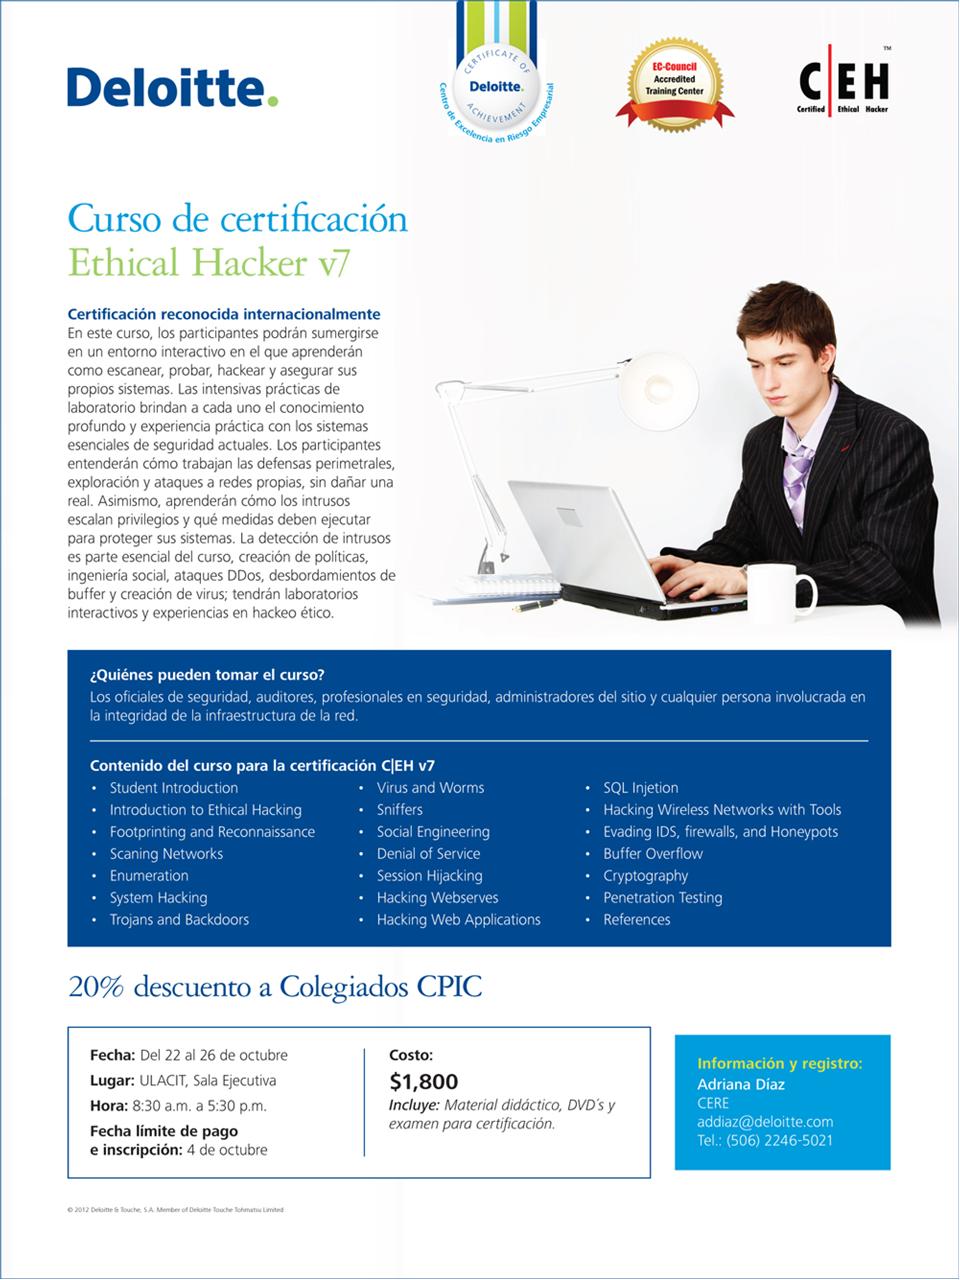 Deloitte.
CERTIFICATE OF
Deloitte.
ACHIEVEMENT
Centro de Excelencia en Riesgo Empresarial
EC-Council
Accredited
Training Center
C|EH™
Certified Ethical Hacker
Curso de certificación
Ethical Hacker v7
Certificación reconocida internacionalmente
En este curso, los participantes podrán sumergirse
en un entorno interactivo en el que aprenderán
como escanear, probar, hackear y asegurar sus
propios sistemas. Las intensivas prácticas de
laboratorio brindan a cada uno el conocimiento
profundo y experiencia práctica con los sistemas
esenciales de seguridad actuales. Los participantes
entenderán cómo trabajan las defensas perimetrales,
exploración y ataques a redes propias, sin dañar una
real. Asimismo, aprenderán cómo los intrusos
escalan privilegios y qué medidas deben ejecutar
para proteger sus sistemas. La detección de intrusos
es parte esencial del curso, creación de políticas,
ingeniería social, ataques DDos, desbordamientos de
buffer y creación de virus; tendrán laboratorios
interactivos y experiencias en hackeo ético.
¿Quiénes pueden tomar el curso?
Los oficiales de seguridad, auditores, profesionales en seguridad, administradores del sitio y cualquier persona involucrada en
la integridad de la infraestructura de la red.
Contenido del curso para la certificación C|EH v7
• Student Introduction
• Introduction to Ethical Hacking
• Footprinting and Reconnaissance
• Scaning Networks
• Enumeration
• System Hacking
• Trojans and Backdoors
• Virus and Worms
• Sniffers
• Social Engineering
• Denial of Service
• Session Hijacking
• Hacking Webserves
• Hacking Web Applications
• SQL Injetion
• Hacking Wireless Networks with Tools
• Evading IDS, firewalls, and Honeypots
• Buffer Overflow
• Cryptography
• Penetration Testing
• References
20% descuento a Colegiados CPIC
Fecha: Del 22 al 26 de octubre
Lugar: ULACIT, Sala Ejecutiva
Hora: 8:30 a.m. a 5:30 p.m.
Fecha límite de pago
e inscripción: 4 de octubre
Costo:
$1,800
Incluye: Material didáctico, DVD´s y
examen para certificación.
Información y registro:
Adriana Díaz
CERE
addiaz@deloitte.com
Tel.: (506) 2246-5021
© 2012 Deloitte & Touche, S.A. Member of Deloitte Touche Tohmatsu Limited